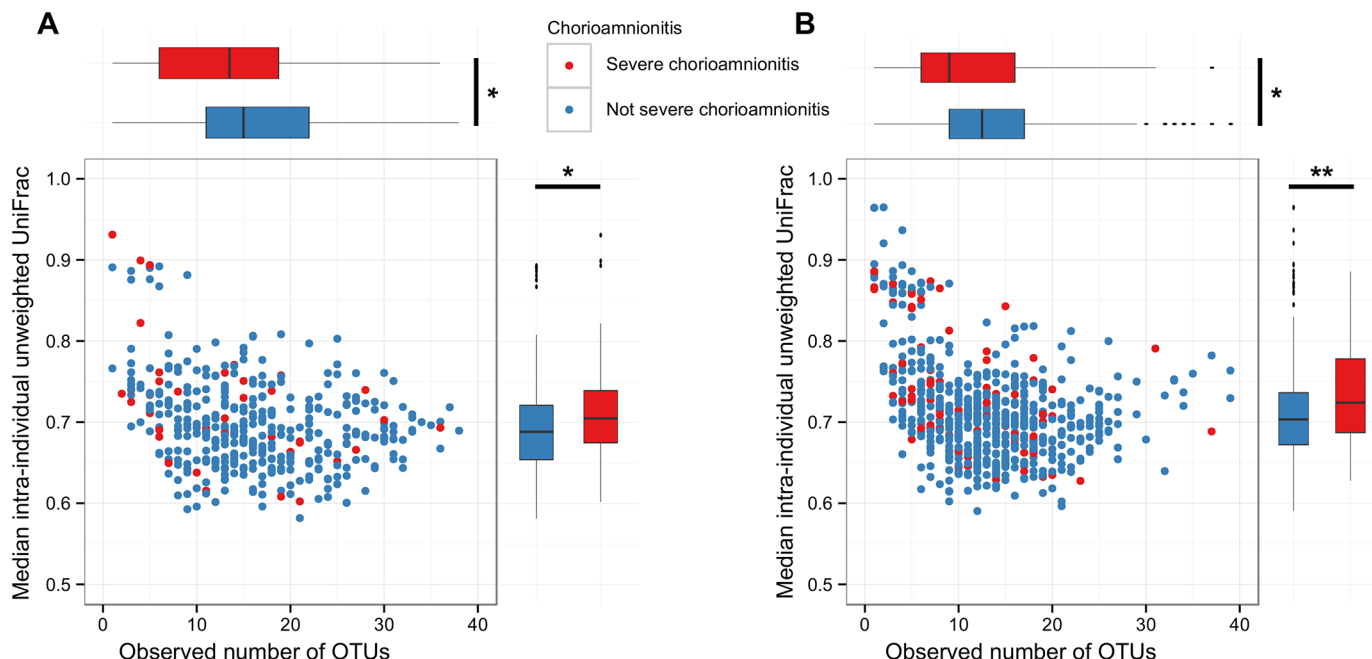 A
Chorioamnionitis
Severe chorioamnionitis
Not severe chorioamnionitis
*
*
Median intra-individual unweighted UniFrac
1.0
0.9
0.8
0.7
0.6
0.5
0 10 20 30 40
Observed number of OTUs
B
*
**
Median intra-individual unweighted UniFrac
1.0
0.9
0.8
0.7
0.6
0.5
0 10 20 30 40
Observed number of OTUs